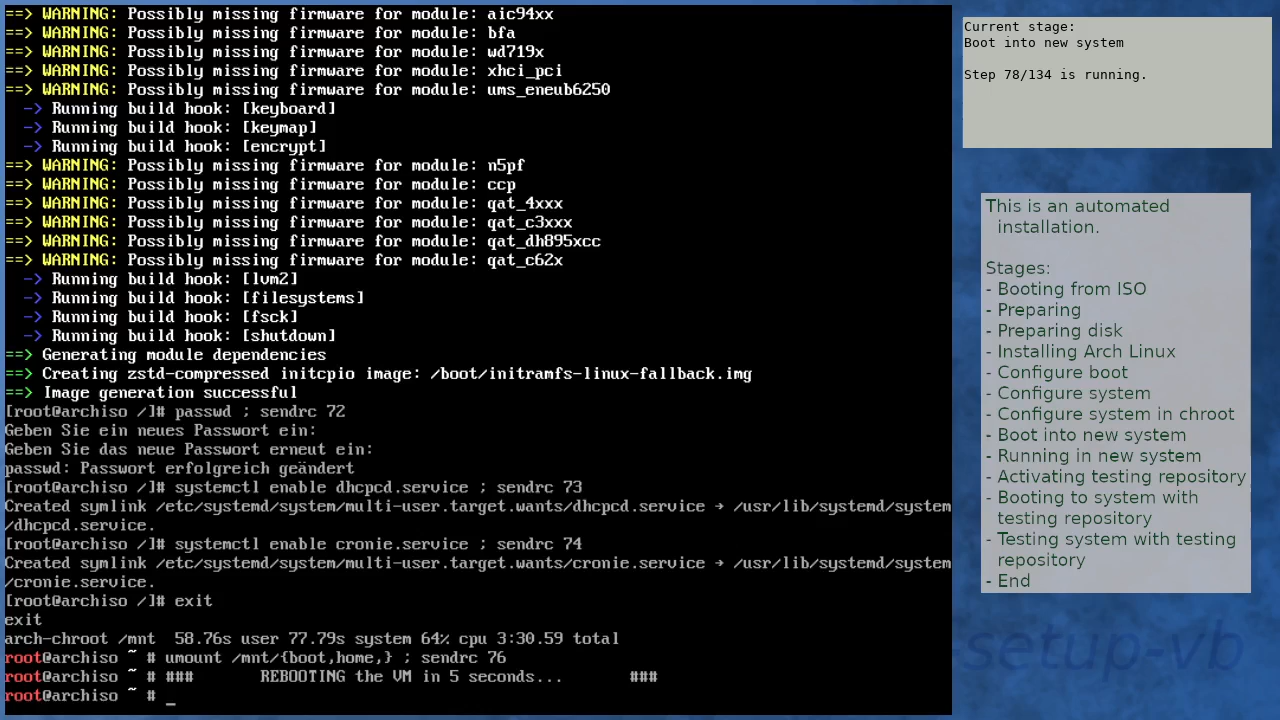 ==> WARNING: Possibly missing firmware for module: aic94xx
==> WARNING: Possibly missing firmware for module: bfa
==> WARNING: Possibly missing firmware for module: wd719x
==> WARNING: Possibly missing firmware for module: xhci_pci
==> WARNING: Possibly missing firmware for module: ums_eneub6250
  -> Running build hook: [keyboard]
  -> Running build hook: [keymap]
  -> Running build hook: [encrypt]
==> WARNING: Possibly missing firmware for module: n5pf
==> WARNING: Possibly missing firmware for module: ccp
==> WARNING: Possibly missing firmware for module: qat_4xxx
==> WARNING: Possibly missing firmware for module: qat_c3xxx
==> WARNING: Possibly missing firmware for module: qat_dh895xcc
==> WARNING: Possibly missing firmware for module: qat_c62x
  -> Running build hook: [lvm2]
  -> Running build hook: [filesystems]
  -> Running build hook: [fsck]
  -> Running build hook: [shutdown]
==> Generating module dependencies
==> Creating zstd-compressed initcpio image: /boot/initramfs-linux-fallback.img
==> Image generation successful
[root@archiso /]# passwd ; sendrc 72
Geben Sie ein neues Passwort ein:
Geben Sie das neue Passwort erneut ein:
passwd: Passwort erfolgreich geändert
[root@archiso /]# systemctl enable dhcpcd.service ; sendrc 73
Created symlink /etc/systemd/system/multi-user.target.wants/dhcpcd.service → /usr/lib/systemd/system
/dhcpcd.service.
[root@archiso /]# systemctl enable cronie.service ; sendrc 74
Created symlink /etc/systemd/system/multi-user.target.wants/cronie.service → /usr/lib/systemd/system
/cronie.service.
[root@archiso /]# exit
exit
arch-chroot /mnt  58.76s user 77.79s system 64% cpu 3:30.59 total
root@archiso ~ # umount /mnt/{boot,home,} ; sendrc 76
root@archiso ~ # ###       REBOOTING the VM in 5 seconds...       ###
root@archiso ~ # _
Current stage:
Boot into new system
Step 78/134 is running.
This is an automated
installation.
Stages:
- Booting from ISO
- Preparing
- Preparing disk
- Installing Arch Linux
- Configure boot
- Configure system
- Configure system in chroot
- Boot into new system
- Running in new system
- Activating testing repository
- Booting to system with
testing repository
- Testing system with testing
repository
- End
-setup-vb